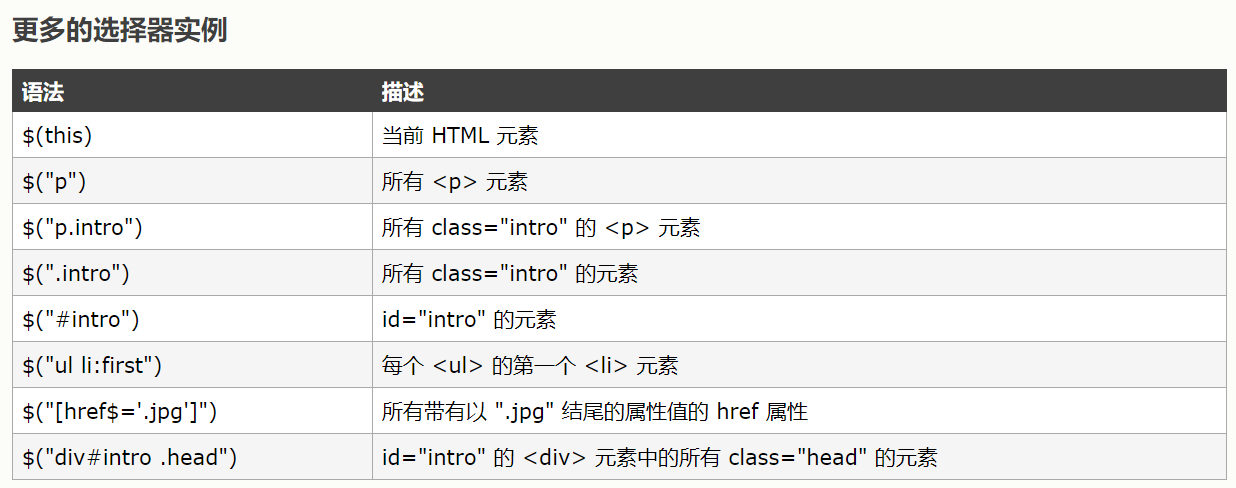 更多的选择器实例
语法 描述
$(this) 当前 HTML 元素
$("p") 所有 <p> 元素
$("p.intro") 所有 class="intro" 的 <p> 元素
$(".intro") 所有 class="intro" 的元素
$("#intro") id="intro" 的元素
$("ul li:first") 每个 <ul> 的第一个 <li> 元素
$("[href$='.jpg']") 所有带有以 ".jpg" 结尾的属性值的 href 属性
$("div#intro .head") id="intro" 的 <div> 元素中的所有 class="head" 的元素